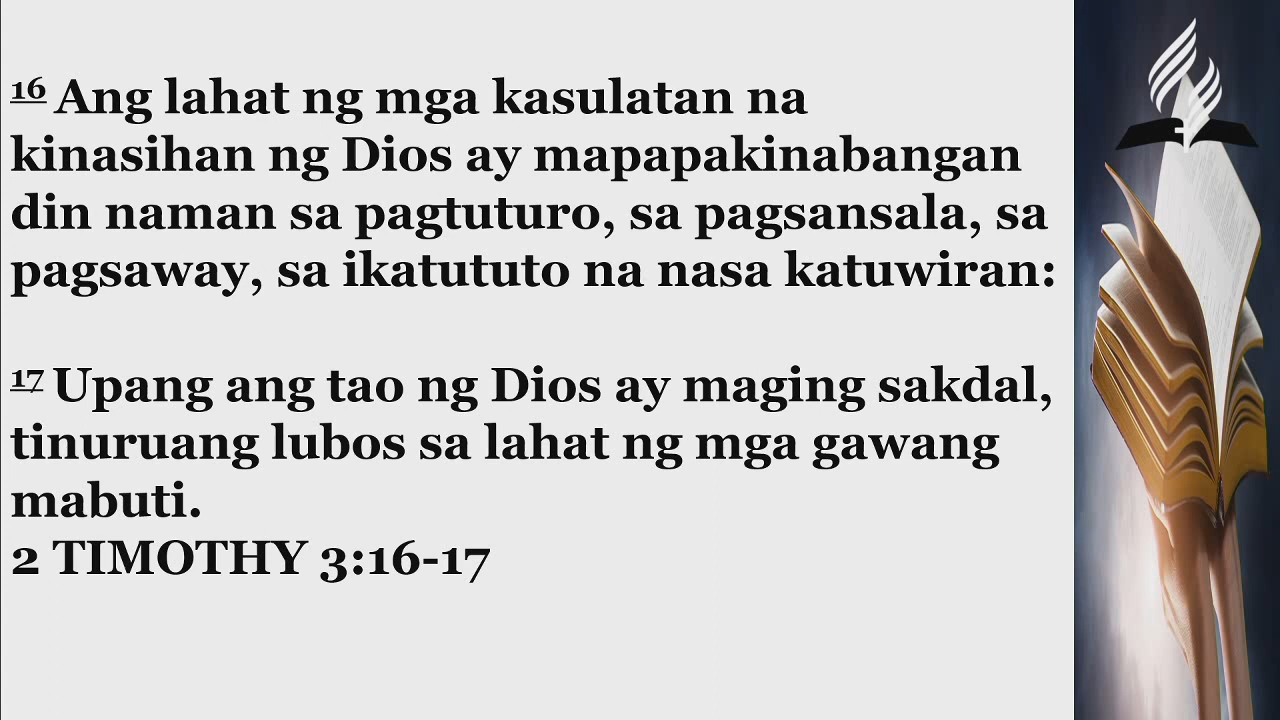 16 Ang lahat ng mga kasulatan na
kinasihan ng Dios ay mapapakinabangan
din naman sa pagtuturo, sa pagsansala, sa
pagsaway, sa ikatututo na nasa katuwiran:
17 Upang ang tao ng Dios ay maging sakdal,
tinuruang lubos sa lahat ng mga gawang
mabuti.
2 TIMOTHY 3:16-17